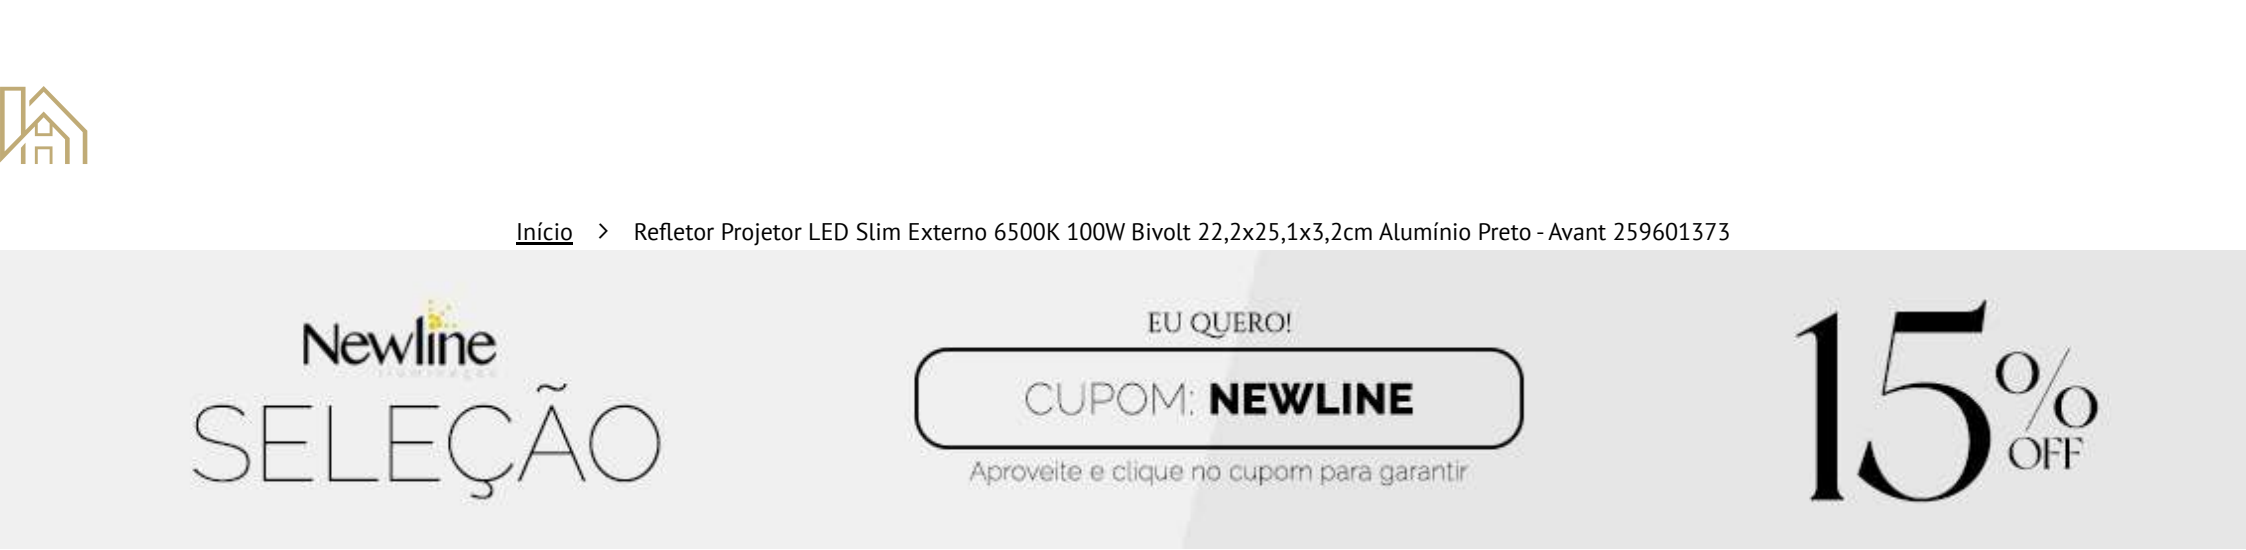 Início > Refletor Projetor LED Slim Externo 6500K 100W Bivolt 22,2x25,1x3,2cm Alumínio Preto - Avant 259601373
Newline
iluminação
SELEÇÃO
EU QUERO!
CUPOM: NEWLINE
Aproveite e clique no cupom para garantir
15% OFF